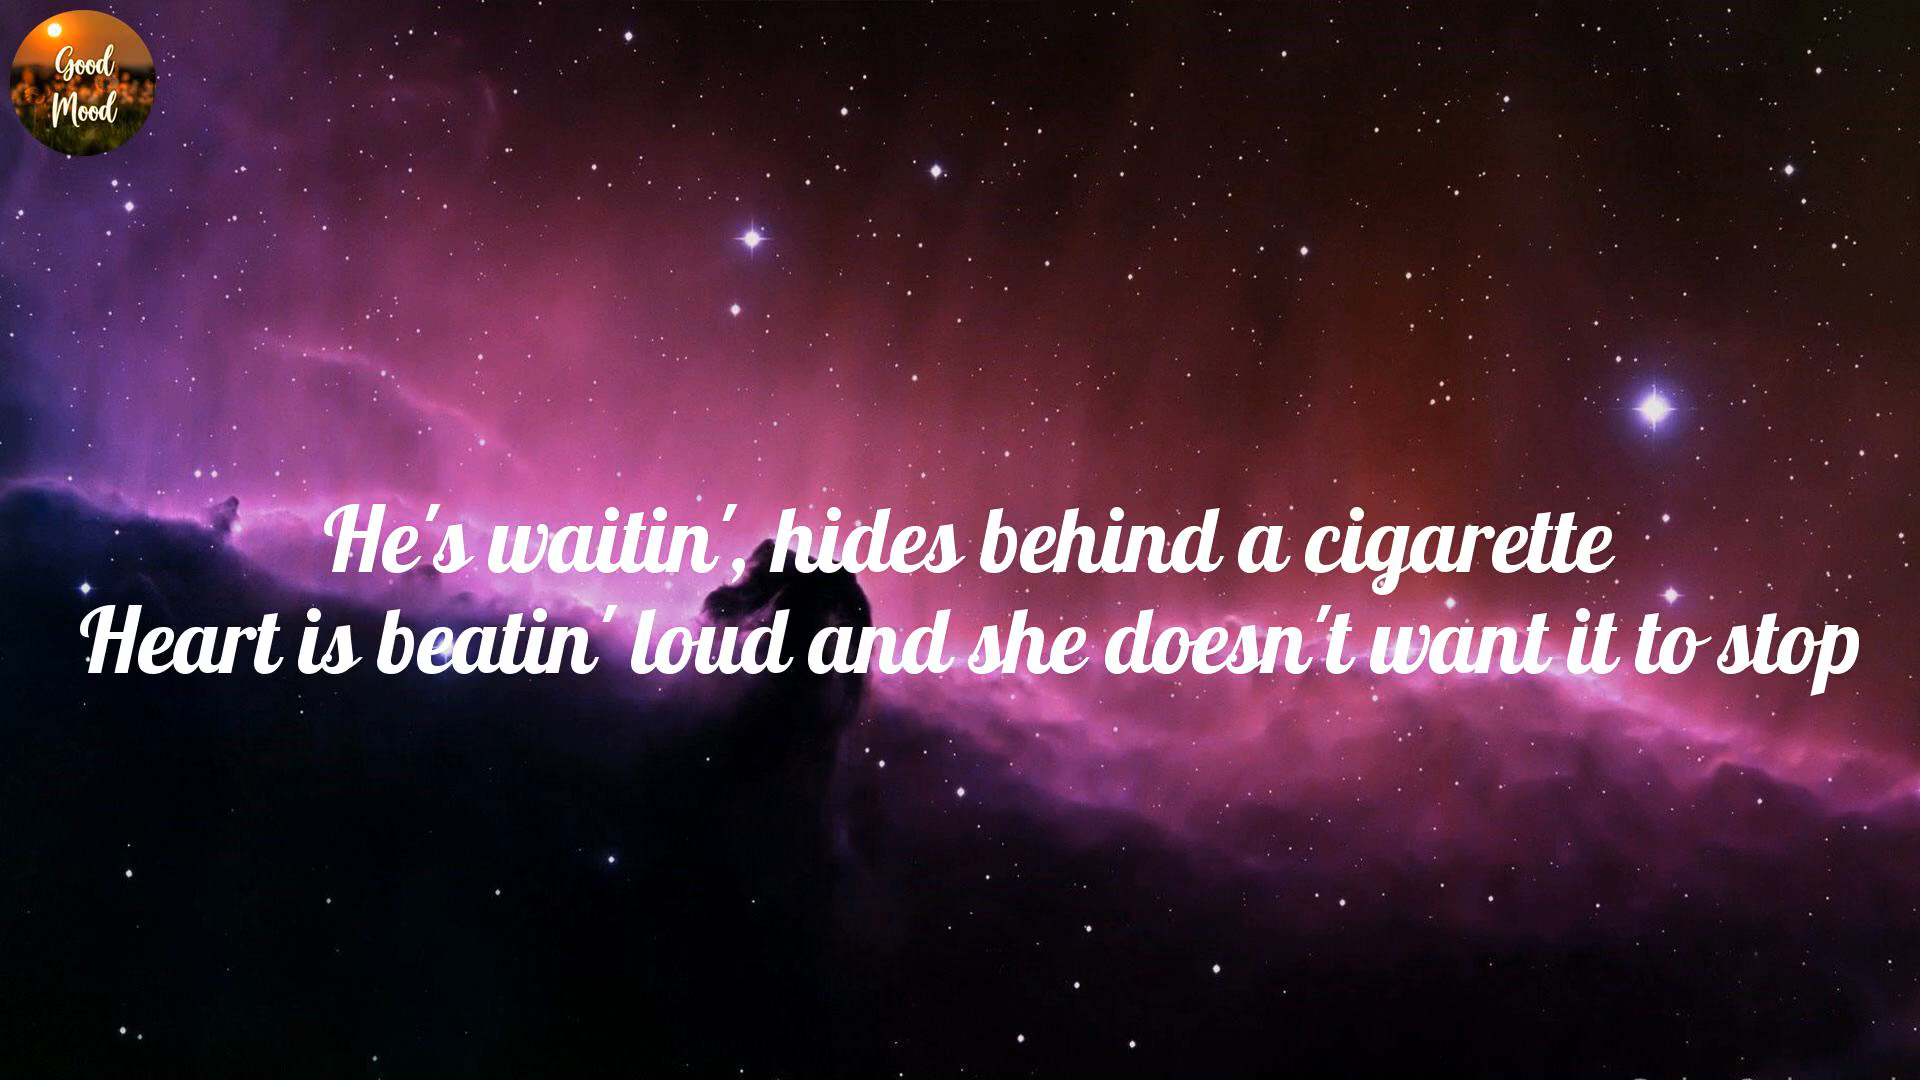 Good
Mood
He's waitin', hides behind a cigarette
Heart is beatin' loud and she doesn't want it to stop